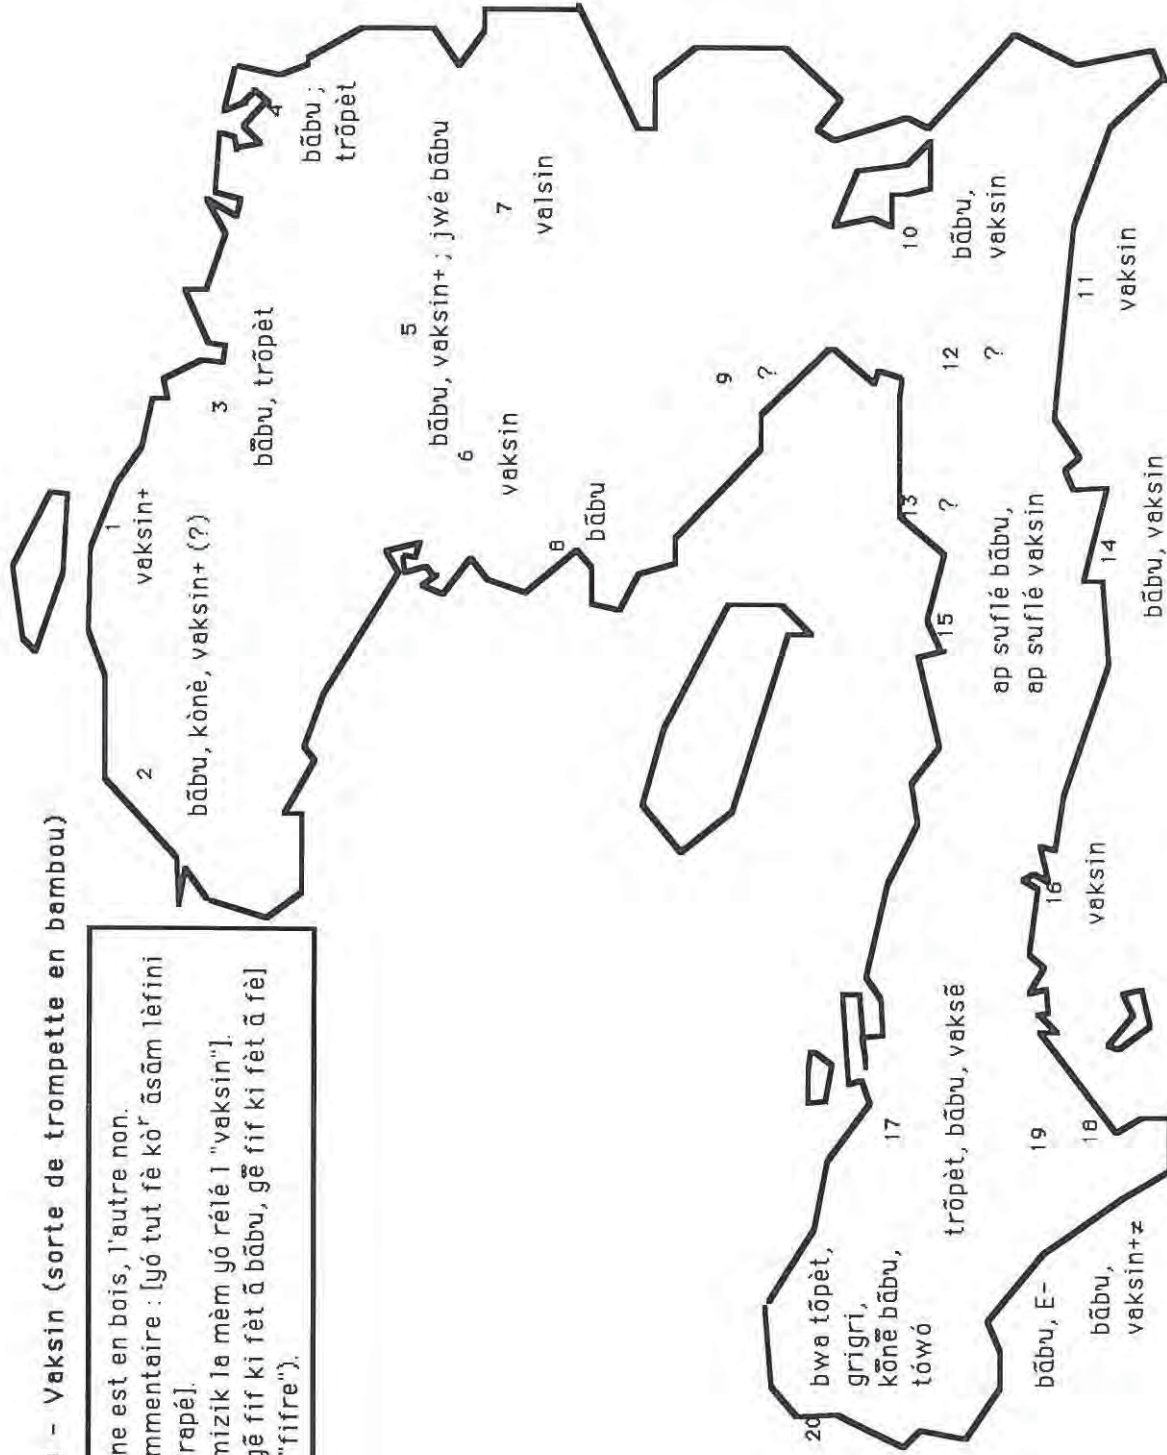 - Vaksin (sorte de trompette en bambou)
ne est en bois, l'autre non.
mmentaire : [yó tut fè kòʳ ãsãm lèfini
rapé].
mizik la mèm yó rélé l "vaksin"].
gẽ fif ki fèt ã bãbu, gẽ fif ki fèt ã fè]
"fifre").
1
vaksin+
2
bãbu, kònè, vaksin+ (?)
3
bãbu, trõpèt
4
bãbu ;
trõpèt
5
bãbu, vaksin+ ; jwé bãbu
6
vaksin
7
valsin
8
bãbu
9
?
10
bãbu,
vaksin
11
vaksin
12
?
13
?
14
bãbu, vaksin
15
ap suflé bãbu,
ap suflé vaksin
16
vaksin
17
trõpèt, bãbu, vaksẽ
18
bãbu,
vaksin+≠
19
bãbu, E-
20
bwa tõpèt,
grigri,
kõnẽ bãbu,
tówó